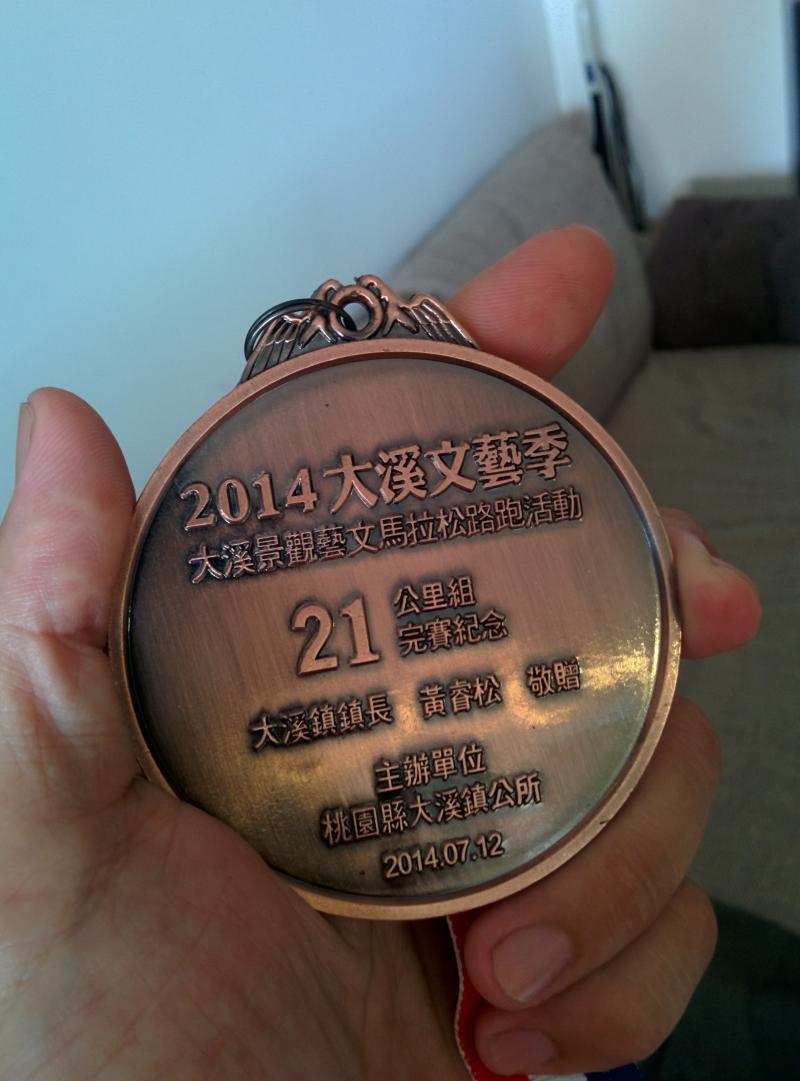 2014大溪文藝季
大溪景觀藝文馬拉松路跑活動
21 公里組
完賽紀念
大溪鎮鎮長 黃睿松 敬贈
主辦單位
桃園縣大溪鎮公所
2014.07.12